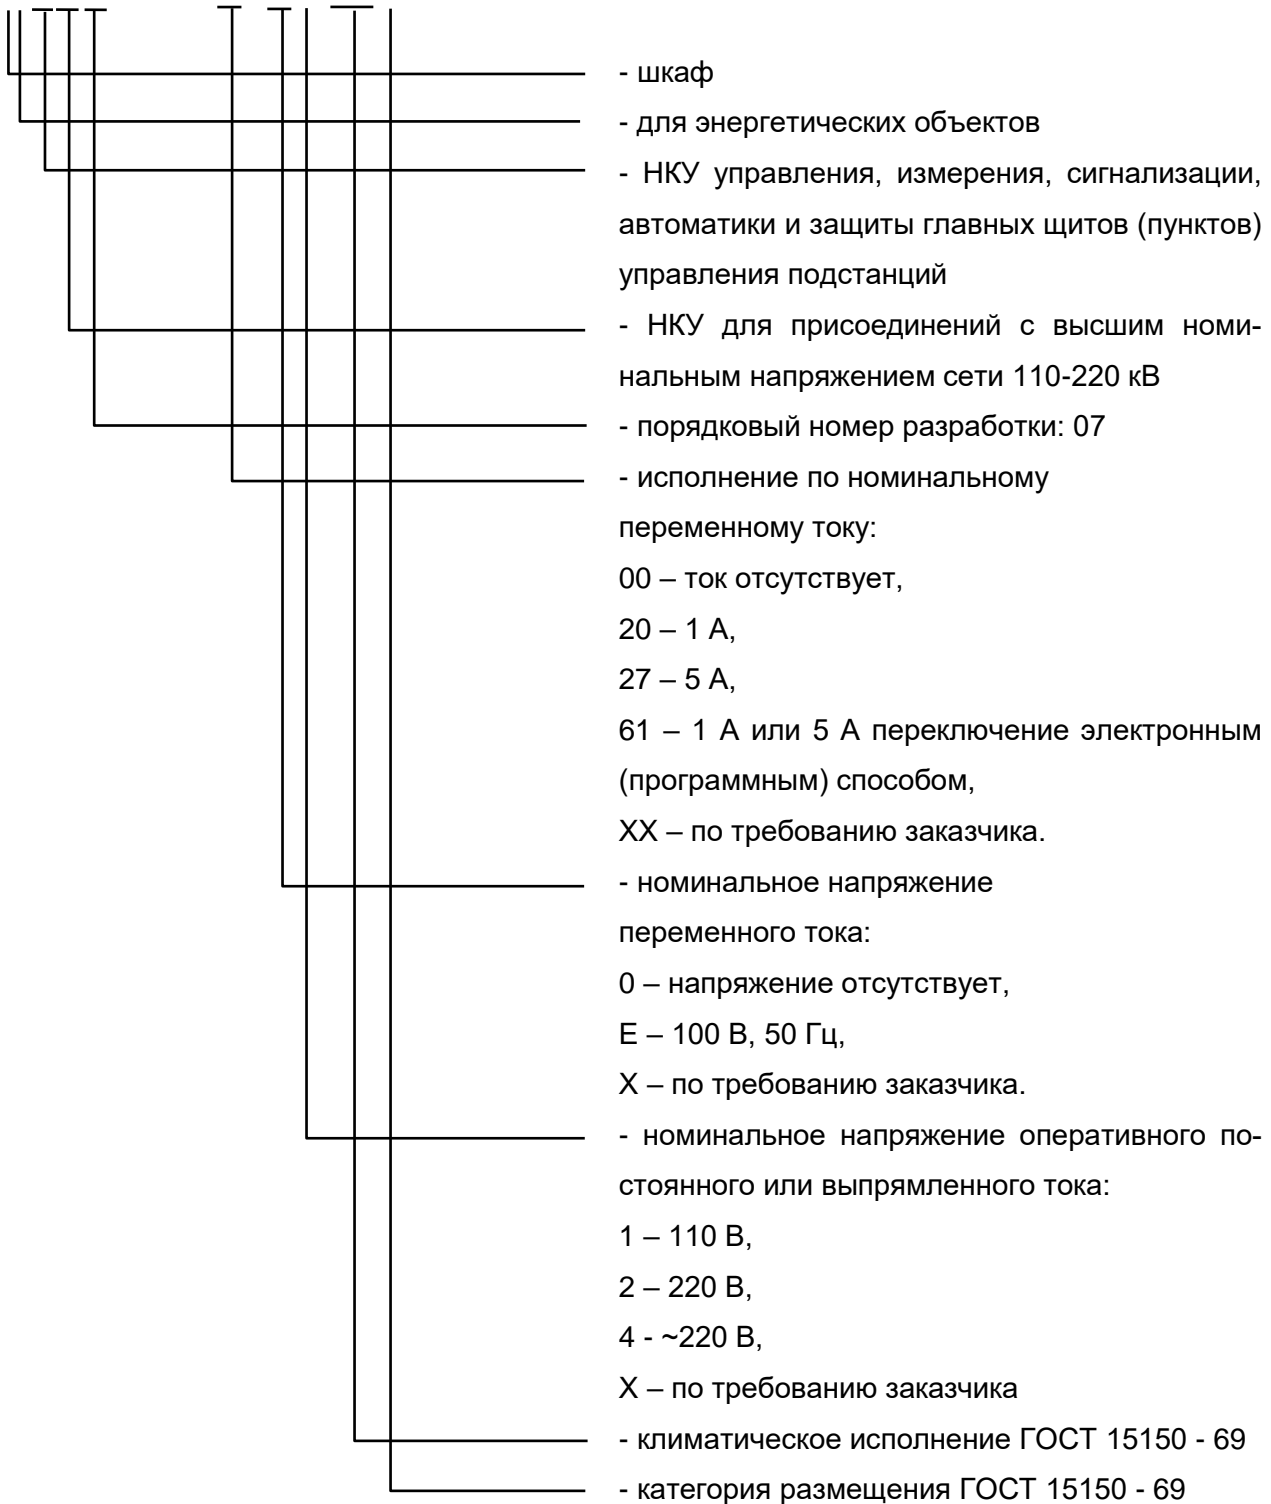 - шкаф
- для энергетических объектов
- НКУ управления, измерения, сигнализации,
автоматики и защиты главных щитов (пунктов)
управления подстанций
- НКУ для присоединений с высшим номи-
нальным напряжением сети 110-220 кВ
- порядковый номер разработки: 07
- исполнение по номинальному
переменному току:
00 – ток отсутствует,
20 – 1 А,
27 – 5 А,
61 – 1 А или 5 А переключение электронным
(программным) способом,
ХХ – по требованию заказчика.
- номинальное напряжение
переменного тока:
0 – напряжение отсутствует,
Е – 100 В, 50 Гц,
Х – по требованию заказчика.
- номинальное напряжение оперативного по-
стоянного или выпрямленного тока:
1 – 110 В,
2 – 220 В,
4 - ~220 В,
Х – по требованию заказчика
- климатическое исполнение ГОСТ 15150 - 69
- категория размещения ГОСТ 15150 - 69